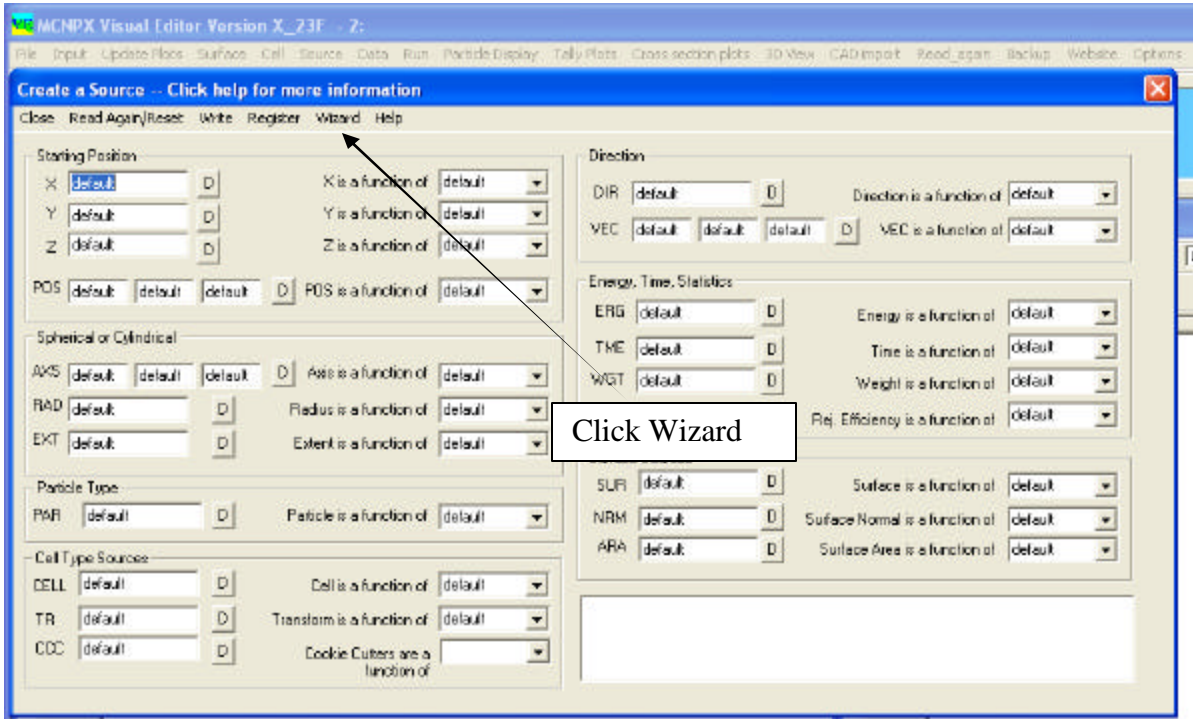 MCNPX Visual Editor Version X_23F -- 2:
File Input Update Plots Surface Cell Source Data Run Particle Display Tally Plots Cross section plots 3D View CAD import Read_again Backup Website Options
Create a Source -- Click help for more information
Close Read Again/Reset Write Register Wizard Help
Starting Position
X default D X is a function of default
Y default D Y is a function of default
Z default D Z is a function of default
POS default default default D POS is a function of default
Spherical or Cylindrical
AXS default default default D Axis is a function of default
RAD default D Radius is a function of default
EXT default D Extent is a function of default
Particle Type
PAR default D Particle is a function of default
Cell Type Sources
CELL default D Cell is a function of default
TR default D Transform is a function of default
CCC default D Cookie Cutters are a
function of
Direction
DIR default D Direction is a function of default
VEC default default default D VEC is a function of default
Energy, Time, Statistics
ERG default D Energy is a function of default
TME default D Time is a function of default
WGT default D Weight is a function of default
Rej. Efficiency is a function of default
Click Wizard
SUR default D Surface is a function of default
NRM default D Surface Normal is a function of default
ARA default D Surface Area is a function of default